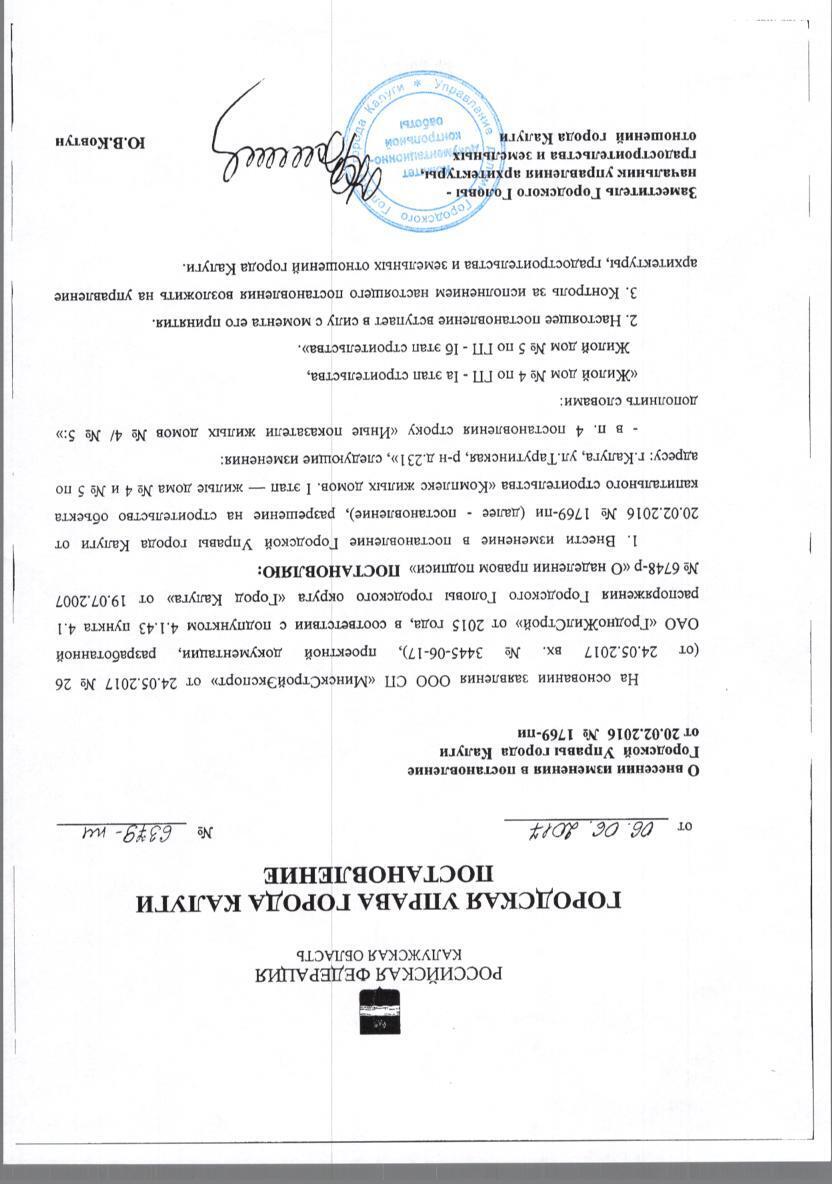 РОССИЙСКАЯ ФЕДЕРАЦИЯ
КАЛУЖСКАЯ ОБЛАСТЬ
ГОРОДСКАЯ УПРАВА ГОРОДА КАЛУГИ
ПОСТАНОВЛЕНИЕ
от 06.06.2017 № 6379-пи
О внесении изменения в постановление
Городской Управы города Калуги
от 20.02.2016 № 1769-пи
На основании заявления ООО СП «МинскСтройЭкспорт» от 24.05.2017 № 26
(от 24.05.2017 вх. № 3445-06-17), проектной документации, разработанной
ОАО «ГродноЖилСтрой» от 2015 года, в соответствии с подпунктом 4.1.43 пункта 4.1
распоряжения Городского Головы городского округа «Город Калуга» от 19.07.2007
№ 6748-р «О наделении правом подписи» ПОСТАНОВЛЯЮ:
1. Внести изменение в постановление Городской Управы города Калуги от
20.02.2016 № 1769-пи (далее - постановление), разрешение на строительство объекта
капитального строительства «Комплекс жилых домов. I этап — жилые дома № 4 и № 5 по
адресу: г.Калуга, ул.Тарутинская, р-н д.231», следующие изменения:
- в п. 4 постановления строку «Иные показатели жилых домов № 4/ № 5:»
дополнить словами:
«Жилой дом № 4 по ГП - Iа этап строительства,
Жилой дом № 5 по ГП - Iб этап строительства».
2. Настоящее постановление вступает в силу с момента его принятия.
3. Контроль за исполнением настоящего постановления возложить на управление
архитектуры, градостроительства и земельных отношений города Калуги.
Заместитель Городского Головы -
начальник управления архитектуры,
градостроительства и земельных
отношений города Калуги
Ю.В.Ковтун
Комитет
документационно-
контрольной
работы
Управление делами Городского Головы города Калуги